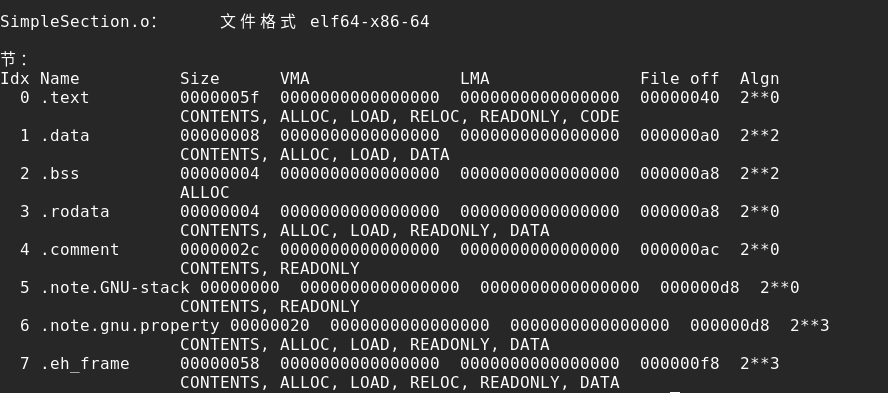 SimpleSection.o:      文件格式 elf64-x86-64
节：
Idx Name          Size      VMA               LMA               File off  Algn
  0 .text         0000005f  0000000000000000  0000000000000000  00000040  2**0
                  CONTENTS, ALLOC, LOAD, RELOC, READONLY, CODE
  1 .data         00000008  0000000000000000  0000000000000000  000000a0  2**2
                  CONTENTS, ALLOC, LOAD, DATA
  2 .bss          00000004  0000000000000000  0000000000000000  000000a8  2**2
                  ALLOC
  3 .rodata       00000004  0000000000000000  0000000000000000  000000a8  2**0
                  CONTENTS, ALLOC, LOAD, READONLY, DATA
  4 .comment      0000002c  0000000000000000  0000000000000000  000000ac  2**0
                  CONTENTS, READONLY
  5 .note.GNU-stack 00000000  0000000000000000  0000000000000000  000000d8  2**0
                  CONTENTS, READONLY
  6 .note.gnu.property 00000020  0000000000000000  0000000000000000  000000d8  2**3
                  CONTENTS, ALLOC, LOAD, READONLY, DATA
  7 .eh_frame     00000058  0000000000000000  0000000000000000  000000f8  2**3
                  CONTENTS, ALLOC, LOAD, RELOC, READONLY, DATA